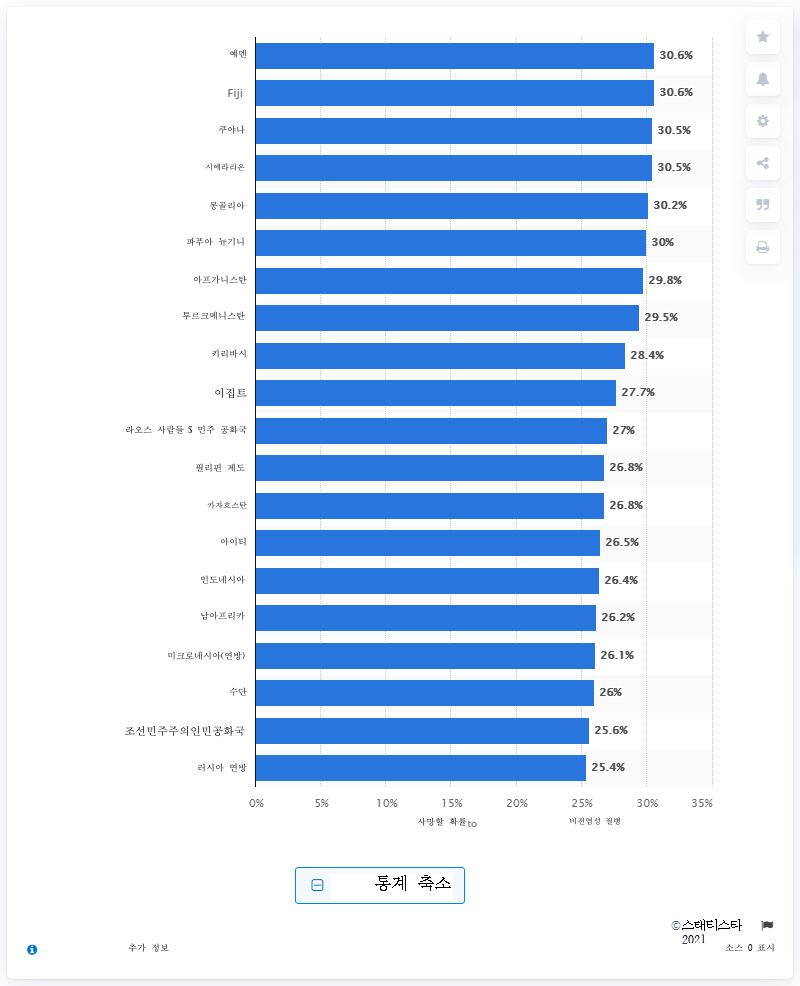 예멘 30.6%
Fiji 30.6%
쿠야나 30.5%
시에라리온 30.5%
몽골리아 30.2%
파푸아 뉴기니 30%
아프가니스탄 29.8%
투르크메니스탄 29.5%
키리바시 28.4%
이집트 27.7%
라오스 사람들 S 민주 공화국 27%
필리핀 제도 26.8%
카자흐스탄 26.8%
아이티 26.5%
인도네시아 26.4%
남아프리카 26.2%
미크로네시아(연방) 26.1%
수단 26%
조선민주주의인민공화국 25.6%
러시아 연방 25.4%
0% 5% 10% 15% 20% 25% 30% 35%
사망할 확률to 비전염성 질병
통계 축소
©스태티스타
2021
추가 정보 소스 0 표시